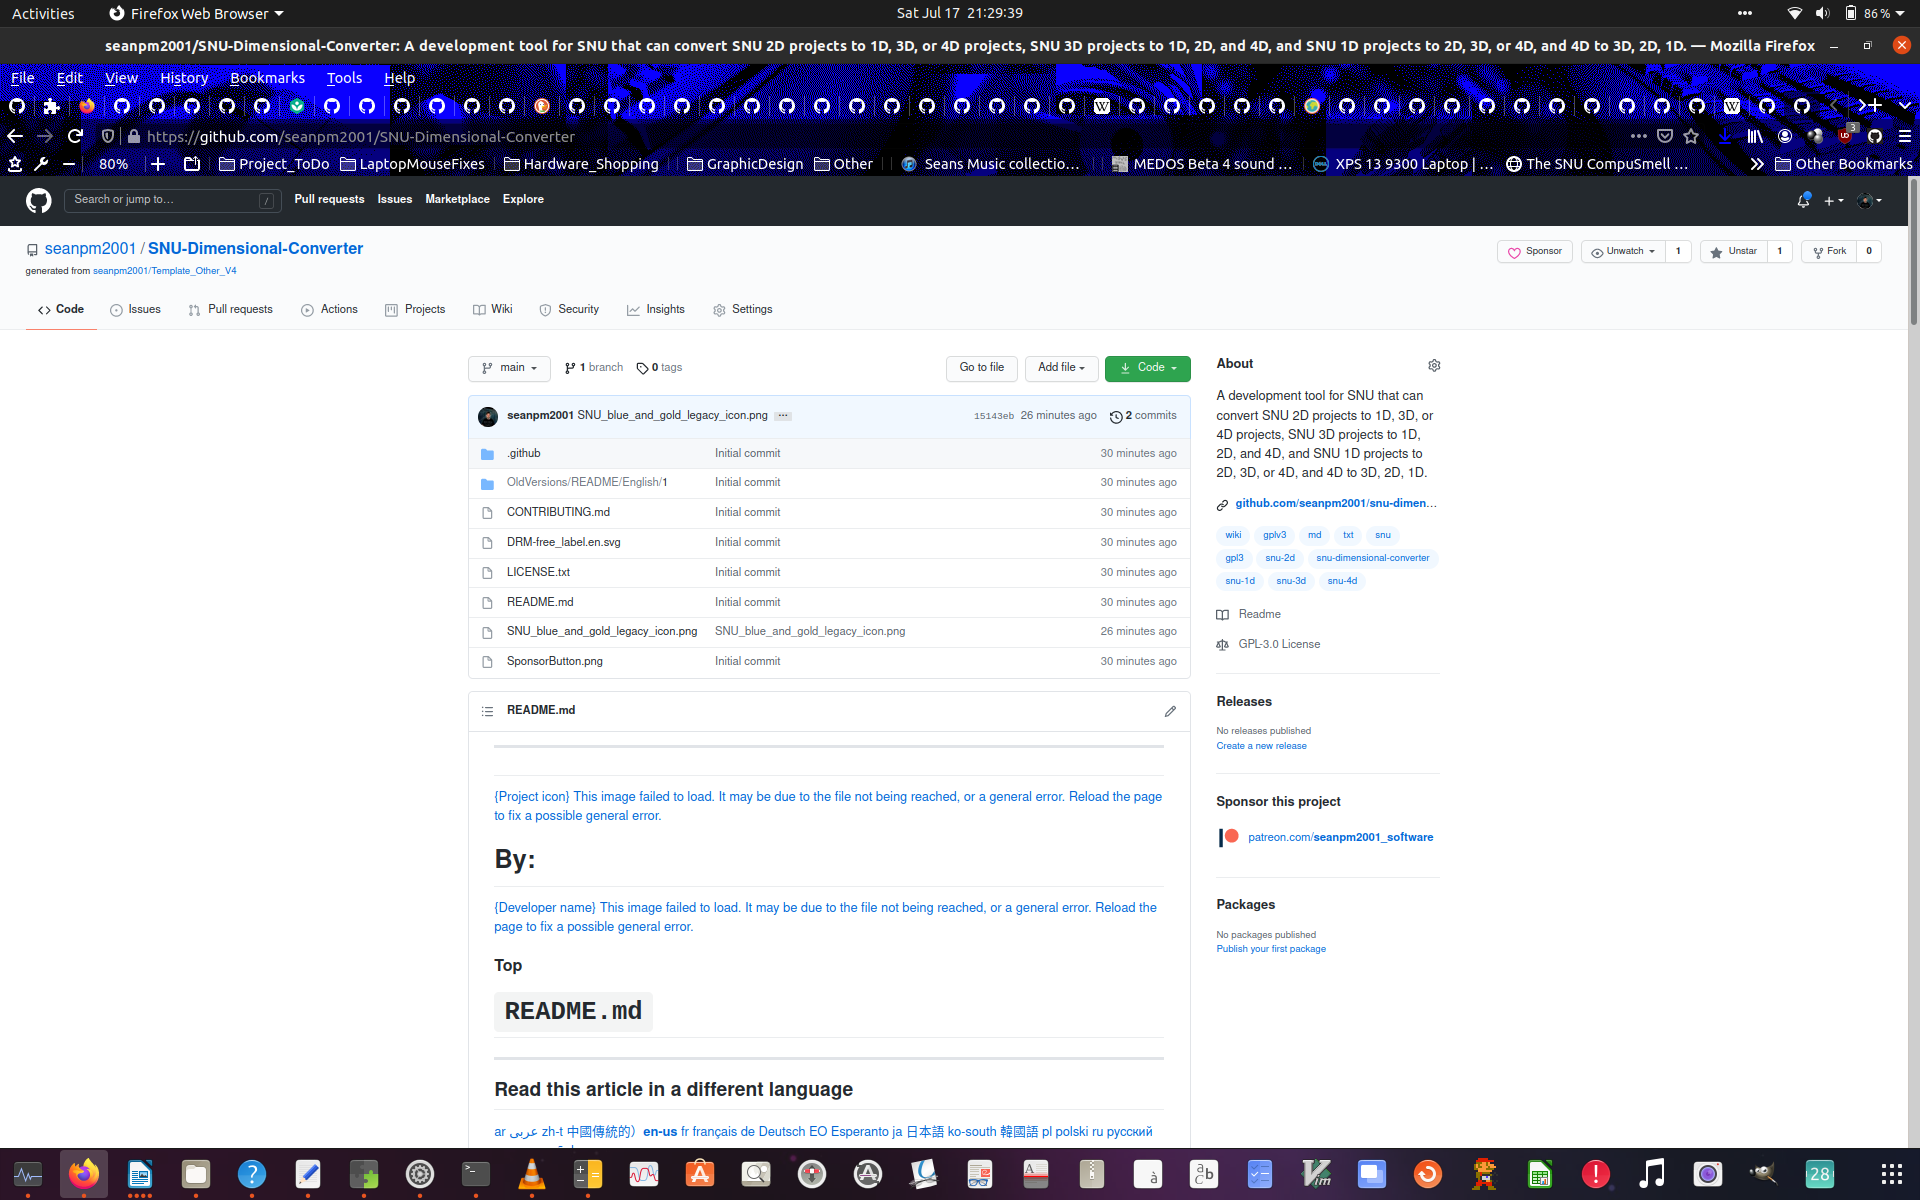 Activities
Firefox Web Browser
Sat Jul 17 21:29:39
86 %
seanpm2001/SNU-Dimensional-Converter: A development tool for SNU that can convert SNU 2D projects to 1D, 3D, or 4D projects, SNU 3D projects to 1D, 2D, and 4D, and SNU 1D projects to 2D, 3D, or 4D, and 4D to 3D, 2D, 1D. — Mozilla Firefox
File Edit View History Bookmarks Tools Help
https://github.com/seanpm2001/SNU-Dimensional-Converter
3
80%
Project_ToDo LaptopMouseFixes Hardware_Shopping GraphicDesign Other Seans Music collectio… MEDOS Beta 4 sound … XPS 13 9300 Laptop | … The SNU CompuSmell … Other Bookmarks
Search or jump to… /
Pull requests Issues Marketplace Explore
seanpm2001 / SNU-Dimensional-Converter
generated from seanpm2001/Template_Other_V4
Sponsor Unwatch 1 Unstar 1 Fork 0
Code Issues Pull requests Actions Projects Wiki Security Insights Settings
main 1 branch 0 tags Go to file Add file Code
seanpm2001 SNU_blue_and_gold_legacy_icon.png ... 15143eb 26 minutes ago 2 commits
.github Initial commit 30 minutes ago
OldVersions/README/English/1 Initial commit 30 minutes ago
CONTRIBUTING.md Initial commit 30 minutes ago
DRM-free_label.en.svg Initial commit 30 minutes ago
LICENSE.txt Initial commit 30 minutes ago
README.md Initial commit 30 minutes ago
SNU_blue_and_gold_legacy_icon.png SNU_blue_and_gold_legacy_icon.png 26 minutes ago
SponsorButton.png Initial commit 30 minutes ago
README.md
{Project icon} This image failed to load. It may be due to the file not being reached, or a general error. Reload the page
to fix a possible general error.
By:
{Developer name} This image failed to load. It may be due to the file not being reached, or a general error. Reload the
page to fix a possible general error.
Top
README.md
Read this article in a different language
ar عربى zh-t 中國傳統的）en-us fr français de Deutsch EO Esperanto ja 日本語 ko-south 韓國語 pl polski ru русский
About
A development tool for SNU that can
convert SNU 2D projects to 1D, 3D, or
4D projects, SNU 3D projects to 1D,
2D, and 4D, and SNU 1D projects to
2D, 3D, or 4D, and 4D to 3D, 2D, 1D.
github.com/seanpm2001/snu-dimen…
wiki gplv3 md txt snu
gpl3 snu-2d snu-dimensional-converter
snu-1d snu-3d snu-4d
Readme
GPL-3.0 License
Releases
No releases published
Create a new release
Sponsor this project
patreon.com/seanpm2001_software
Packages
No packages published
Publish your first package
28